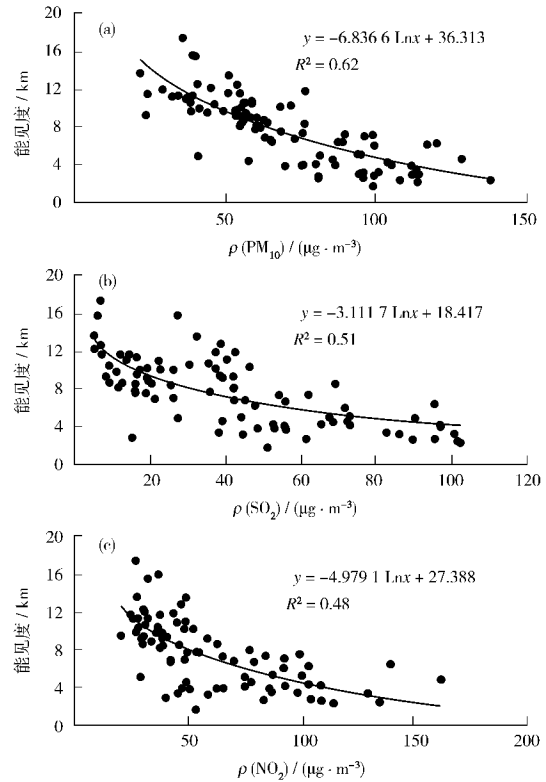 (a)
y = −6.836 6 Lnx + 36.313
R² = 0.62
能见度 / km
20
16
12
8
4
0
50
100
150
ρ (PM₁₀) / (μg · m⁻³)
(b)
y = −3.111 7 Lnx + 18.417
R² = 0.51
能见度 / km
20
16
12
8
4
0
20
40
60
80
100
120
ρ (SO₂) / (μg · m⁻³)
(c)
y = −4.979 1 Lnx + 27.388
R² = 0.48
能见度 / km
20
16
12
8
4
0
50
100
150
200
ρ (NO₂) / (μg · m⁻³)